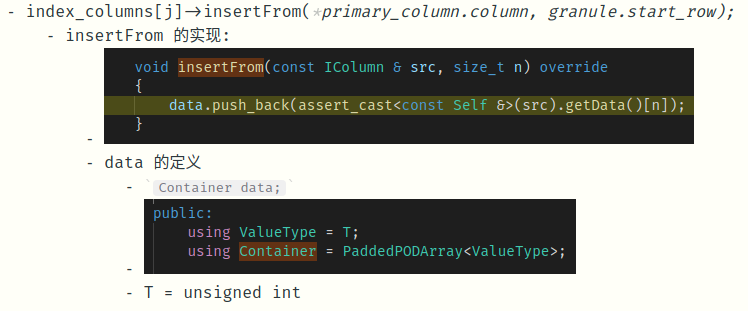 - index_columns[j]->insertFrom(*primary_column.column, granule.start_row);
- insertFrom 的实现:
void insertFrom(const IColumn & src, size_t n) override
{
data.push_back(assert_cast<const Self &>(src).getData()[n]);
}
-
- data 的定义
- `Container data;`
public:
using ValueType = T;
using Container = PaddedPODArray<ValueType>;
-
- T = unsigned int